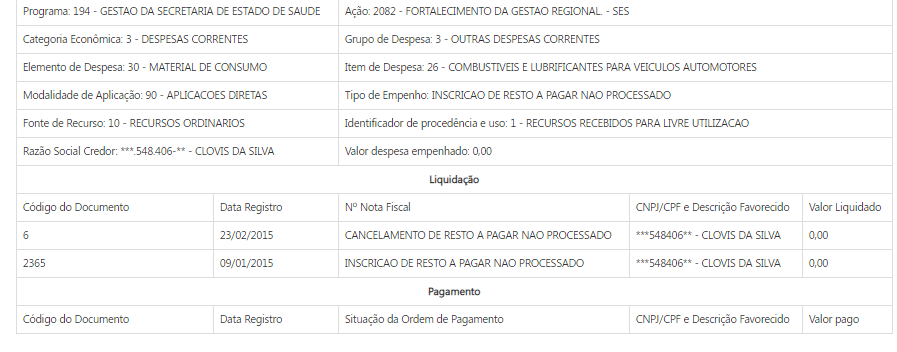 Programa: 194 - GESTAO DA SECRETARIA DE ESTADO DE SAUDE Ação: 2082 - FORTALECIMENTO DA GESTAO REGIONAL. - SES
Categoria Econômica: 3 - DESPESAS CORRENTES Grupo de Despesa: 3 - OUTRAS DESPESAS CORRENTES
Elemento de Despesa: 30 - MATERIAL DE CONSUMO Item de Despesa: 26 - COMBUSTIVEIS E LUBRIFICANTES PARA VEICULOS AUTOMOTORES
Modalidade de Aplicação: 90 - APLICACOES DIRETAS Tipo de Empenho: INSCRICAO DE RESTO A PAGAR NAO PROCESSADO
Fonte de Recurso: 10 - RECURSOS ORDINARIOS Identificador de procedência e uso: 1 - RECURSOS RECEBIDOS PARA LIVRE UTILIZACAO
Razão Social Credor: ***.548.406-** - CLOVIS DA SILVA Valor despesa empenhado: 0,00
Liquidação
Código do Documento Data Registro Nº Nota Fiscal CNPJ/CPF e Descrição Favorecido Valor Liquidado
6 23/02/2015 CANCELAMENTO DE RESTO A PAGAR NAO PROCESSADO ***548406** - CLOVIS DA SILVA 0,00
2365 09/01/2015 INSCRICAO DE RESTO A PAGAR NAO PROCESSADO ***548406** - CLOVIS DA SILVA 0,00
Pagamento
Código do Documento Data Registro Situação da Ordem de Pagamento CNPJ/CPF e Descrição Favorecido Valor pago